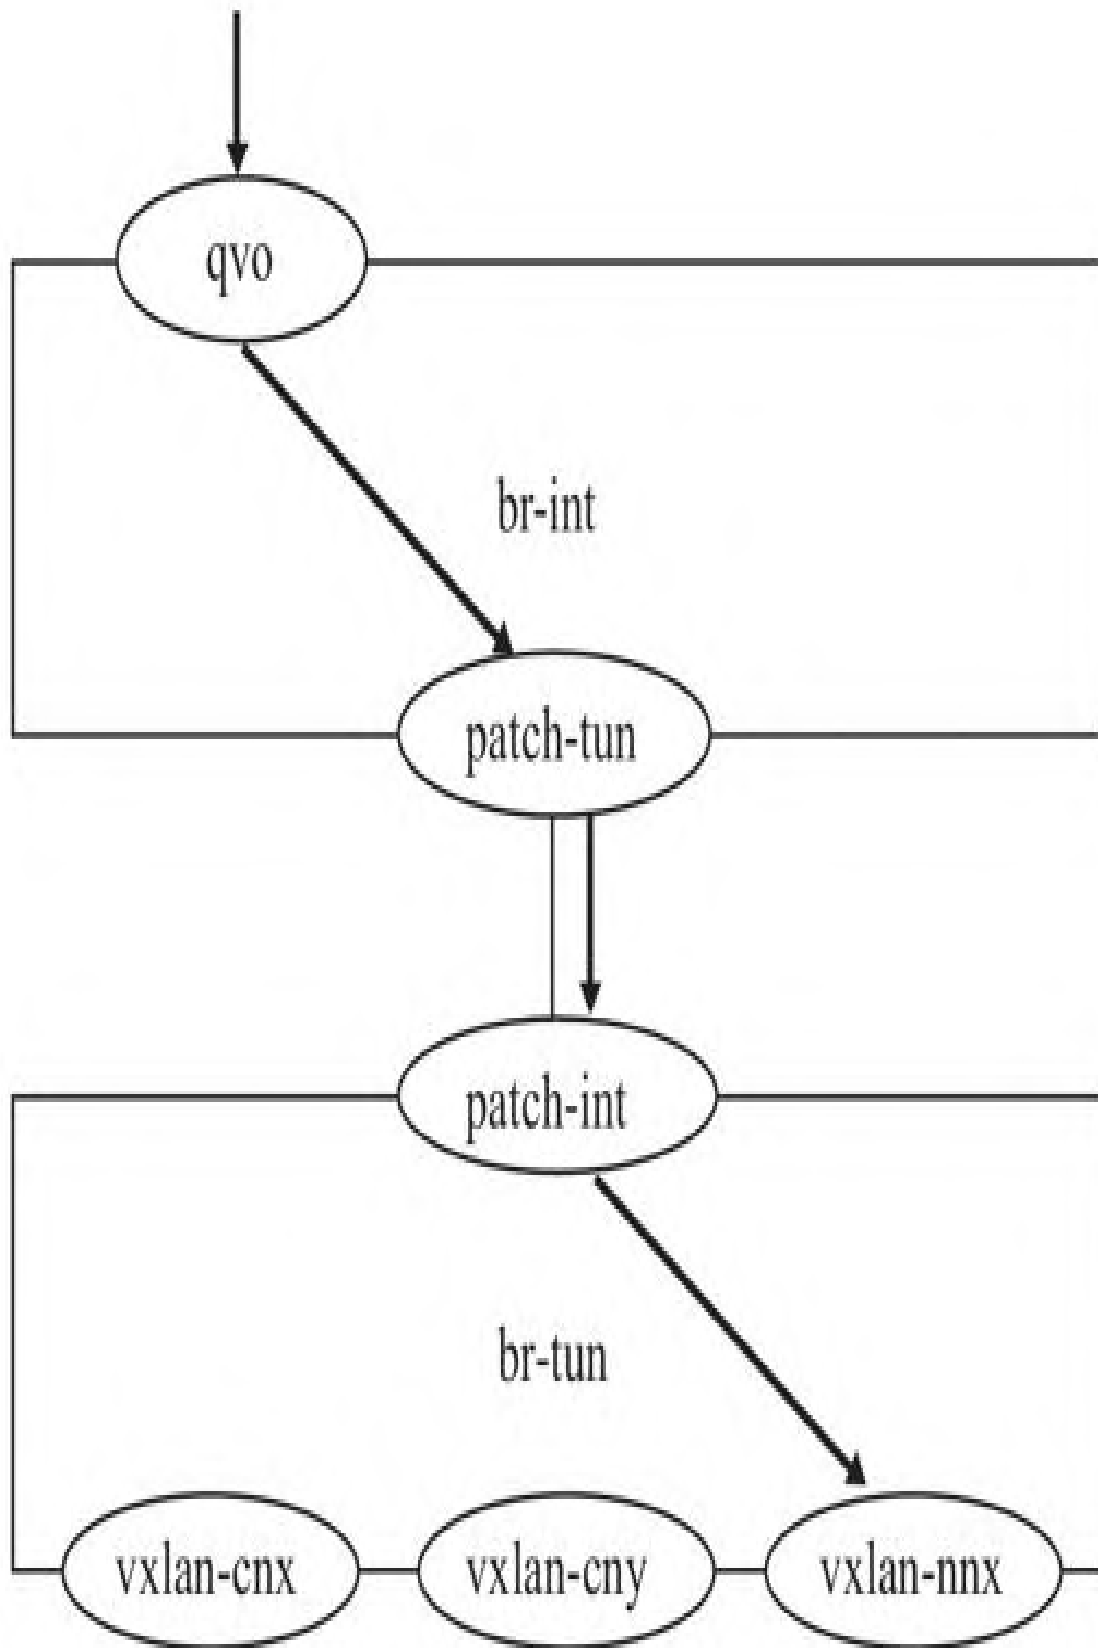 qvo
br-int
patch-tun
patch-int
br-tun
vxlan-cnx
vxlan-cny
vxlan-nnx